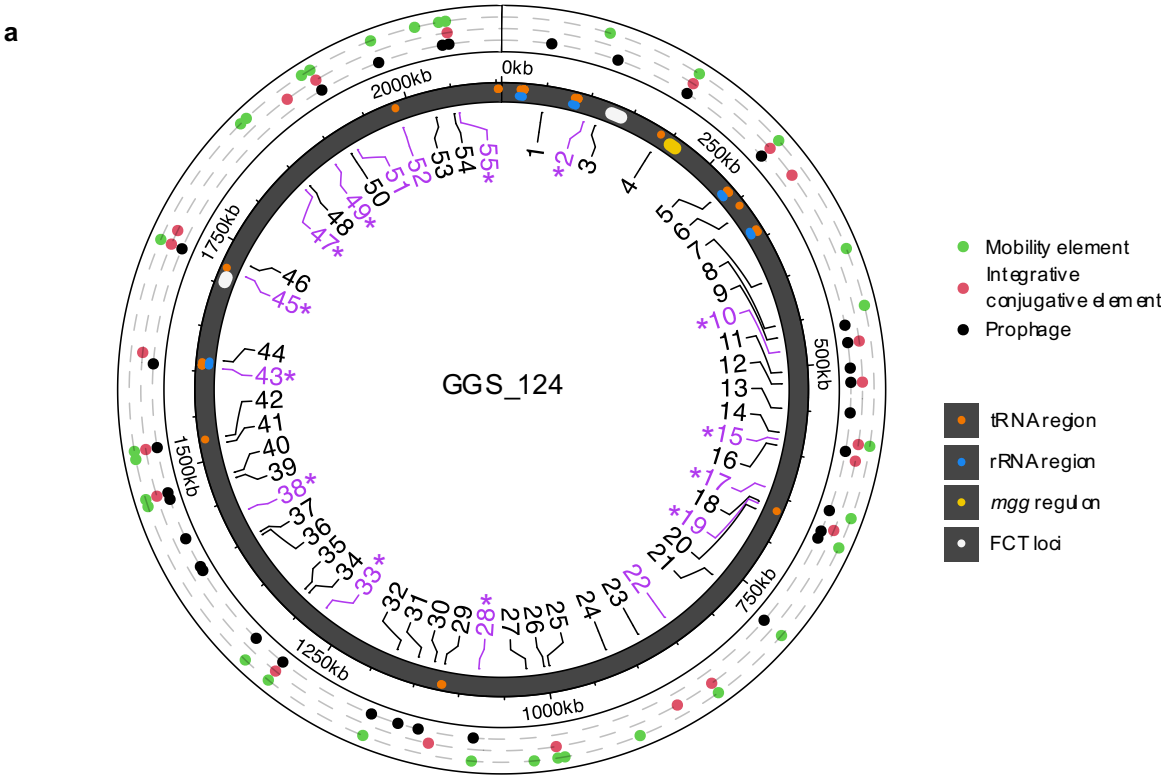 a
0kb
250kb
500kb
750kb
1000kb
1250kb
1500kb
1750kb
2000kb
1
*2
3
4
5
6
7
8
9
*10
11
12
13
14
*15
16
*17
18
*19
20
21
22
23
24
25
26
27
28*
29
30
31
32
33*
34
35
36
37
38*
39
40
41
42
43*
44
45*
46
47*
48
49*
50
51
52
53
54
55*
GGS_124
Mobility element
Integrative
conjugative element
Prophage
tRNA region
rRNA region
mgg regulon
FCT loci